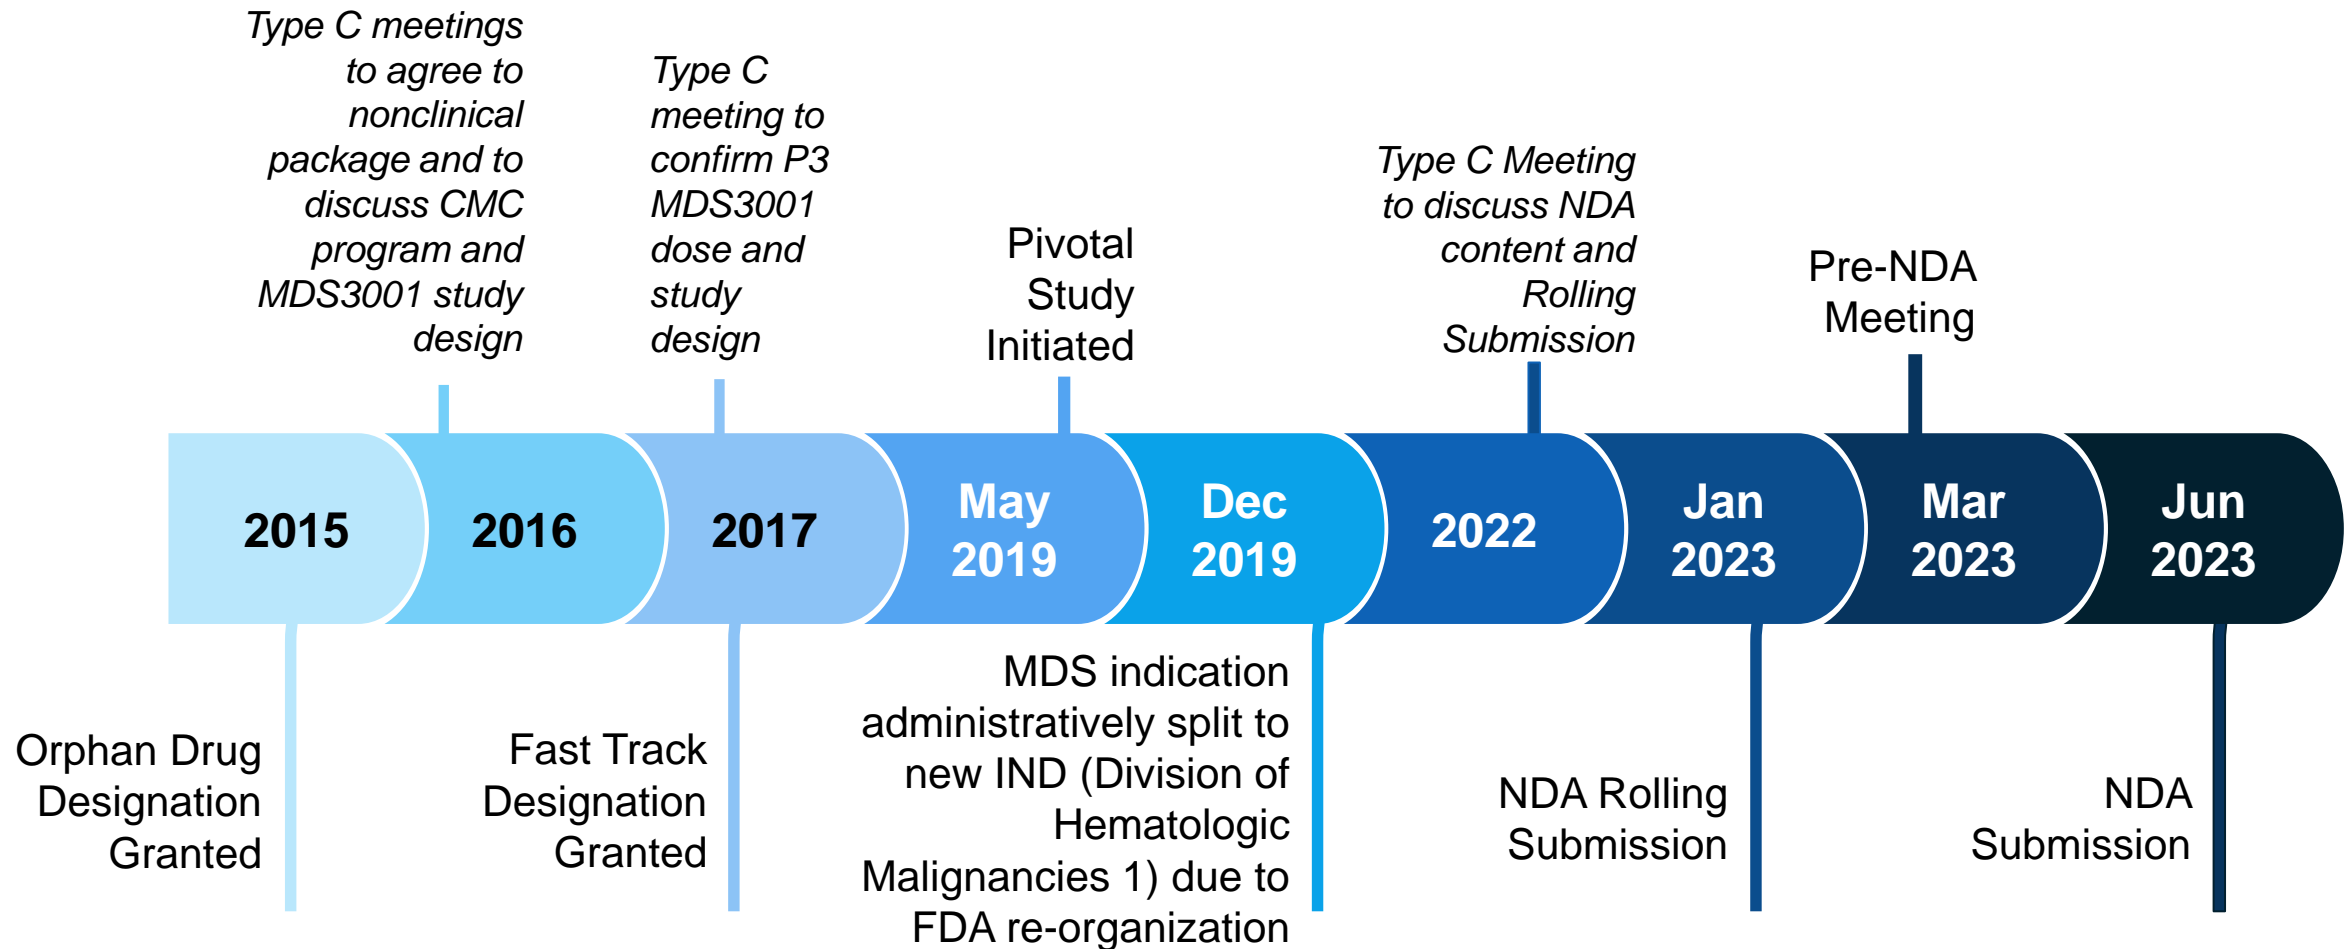 Type C meetings
to agree to
nonclinical
package and to
discuss CMC
program and
MDS3001 study
design
Type C
meeting to
confirm P3
MDS3001
dose and
study
design
Pivotal
Study
Initiated
Type C Meeting
to discuss NDA
content and
Rolling
Submission
Pre-NDA
Meeting
2015
2016
2017
May
2019
Dec
2019
2022
Jan
2023
Mar
2023
Jun
2023
Orphan Drug
Designation
Granted
Fast Track
Designation
Granted
MDS indication
administratively split to
new IND (Division of
Hematologic
Malignancies 1) due to
FDA re-organization
NDA Rolling
Submission
NDA
Submission